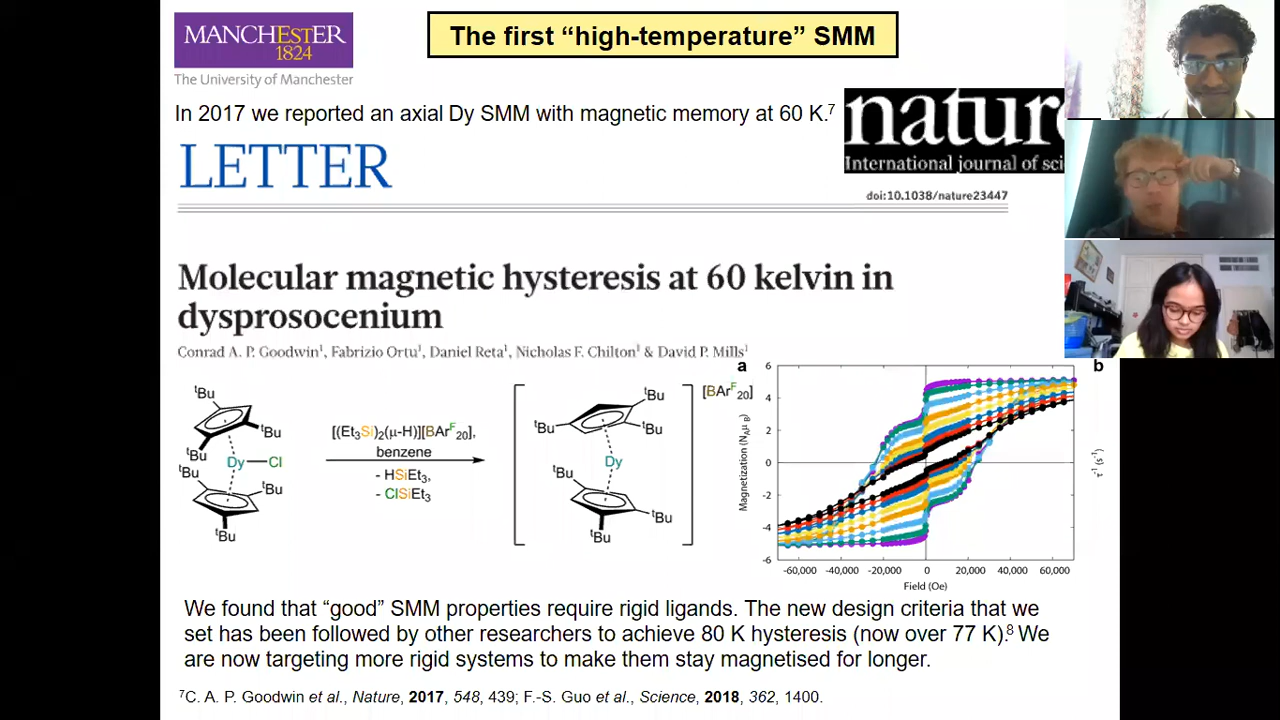 MANCHESTER
1824
The University of Manchester
The first “high-temperature” SMM
In 2017 we reported an axial Dy SMM with magnetic memory at 60 K.7
nature
International journal of sci
LETTER
doi:10.1038/nature23447
Molecular magnetic hysteresis at 60 kelvin in
dysprosocenium
Conrad A. P. Goodwin1, Fabrizio Ortu1, Daniel Reta1, Nicholas F. Chilton1 & David P. Mills1
tBu
tBu
tBu
tBu
tBu
tBu
Dy—Cl
[(Et3Si)2(μ-H)][BArF20],
benzene
- HSiEt3,
- ClSiEt3
tBu
tBu
tBu
Dy
tBu
tBu
tBu
[BArF20]
a
6
4
2
0
-2
-4
-6
Magnetization (NAμB)
-60,000 -40,000 -20,000 0 20,000 40,000 60,000
Field (Oe)
b
τ-1 (s-1)
We found that “good” SMM properties require rigid ligands. The new design criteria that we
set has been followed by other researchers to achieve 80 K hysteresis (now over 77 K).8 We
are now targeting more rigid systems to make them stay magnetised for longer.
7C. A. P. Goodwin et al., Nature, 2017, 548, 439; F.-S. Guo et al., Science, 2018, 362, 1400.